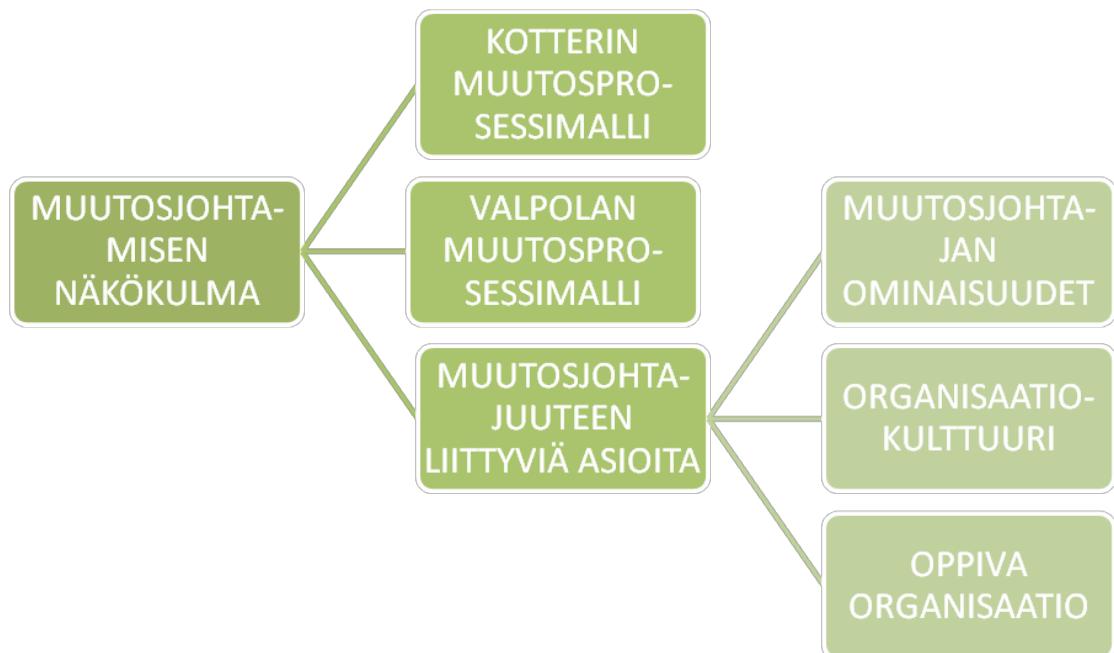 KOTTERIN
MUUTOSPRO-
SESSIMALLI
MUUTOSJOHTA-
MISEN
NÄKÖKULMA
VALPOLAN
MUUTOSPRO-
SESSIMALLI
MUUTOSJOHTA-
JUUTEEN
LIITTYVIÄ ASIOITA
MUUTOSJOHTA-
JAN
OMINAISUUDET
ORGANISAATIO-
KULTTUURI
OPPIVA
ORGANISAATIO